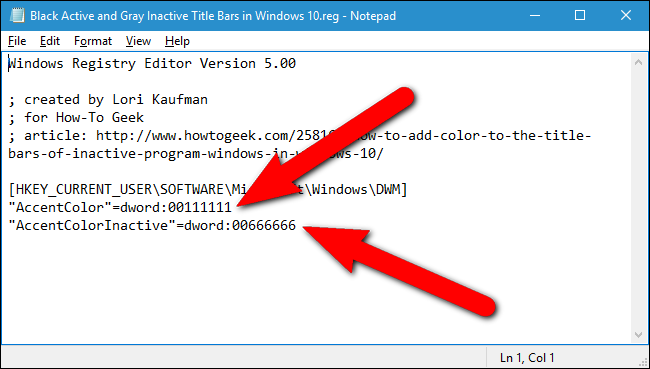 Black Active and Gray Inactive Title Bars in Windows 10.reg - Notepad
File Edit Format View Help
Windows Registry Editor Version 5.00
; created by Lori Kaufman
; for How-To Geek
; article: http://www.howtogeek.com/2581 ow-to-add-color-to-the-title-
bars-of-inactive-program-windows-in-w ows-10/
[HKEY_CURRENT_USER\SOFTWARE\Mi t\Windows\DWM]
"AccentColor"=dword:00111111
"AccentColorInactive"=dword:00666666
Ln 1, Col 1